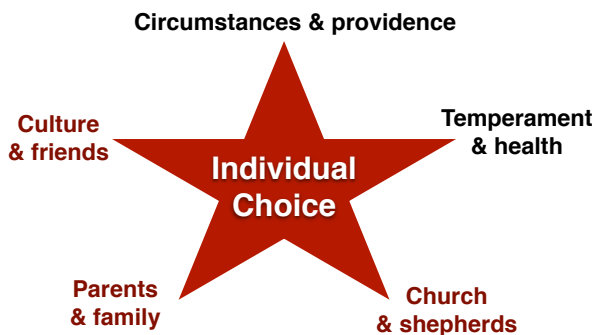 Circumstances & providence
Culture
& friends
Temperament
& health
Individual
Choice
Parents
& family
Church
& shepherds